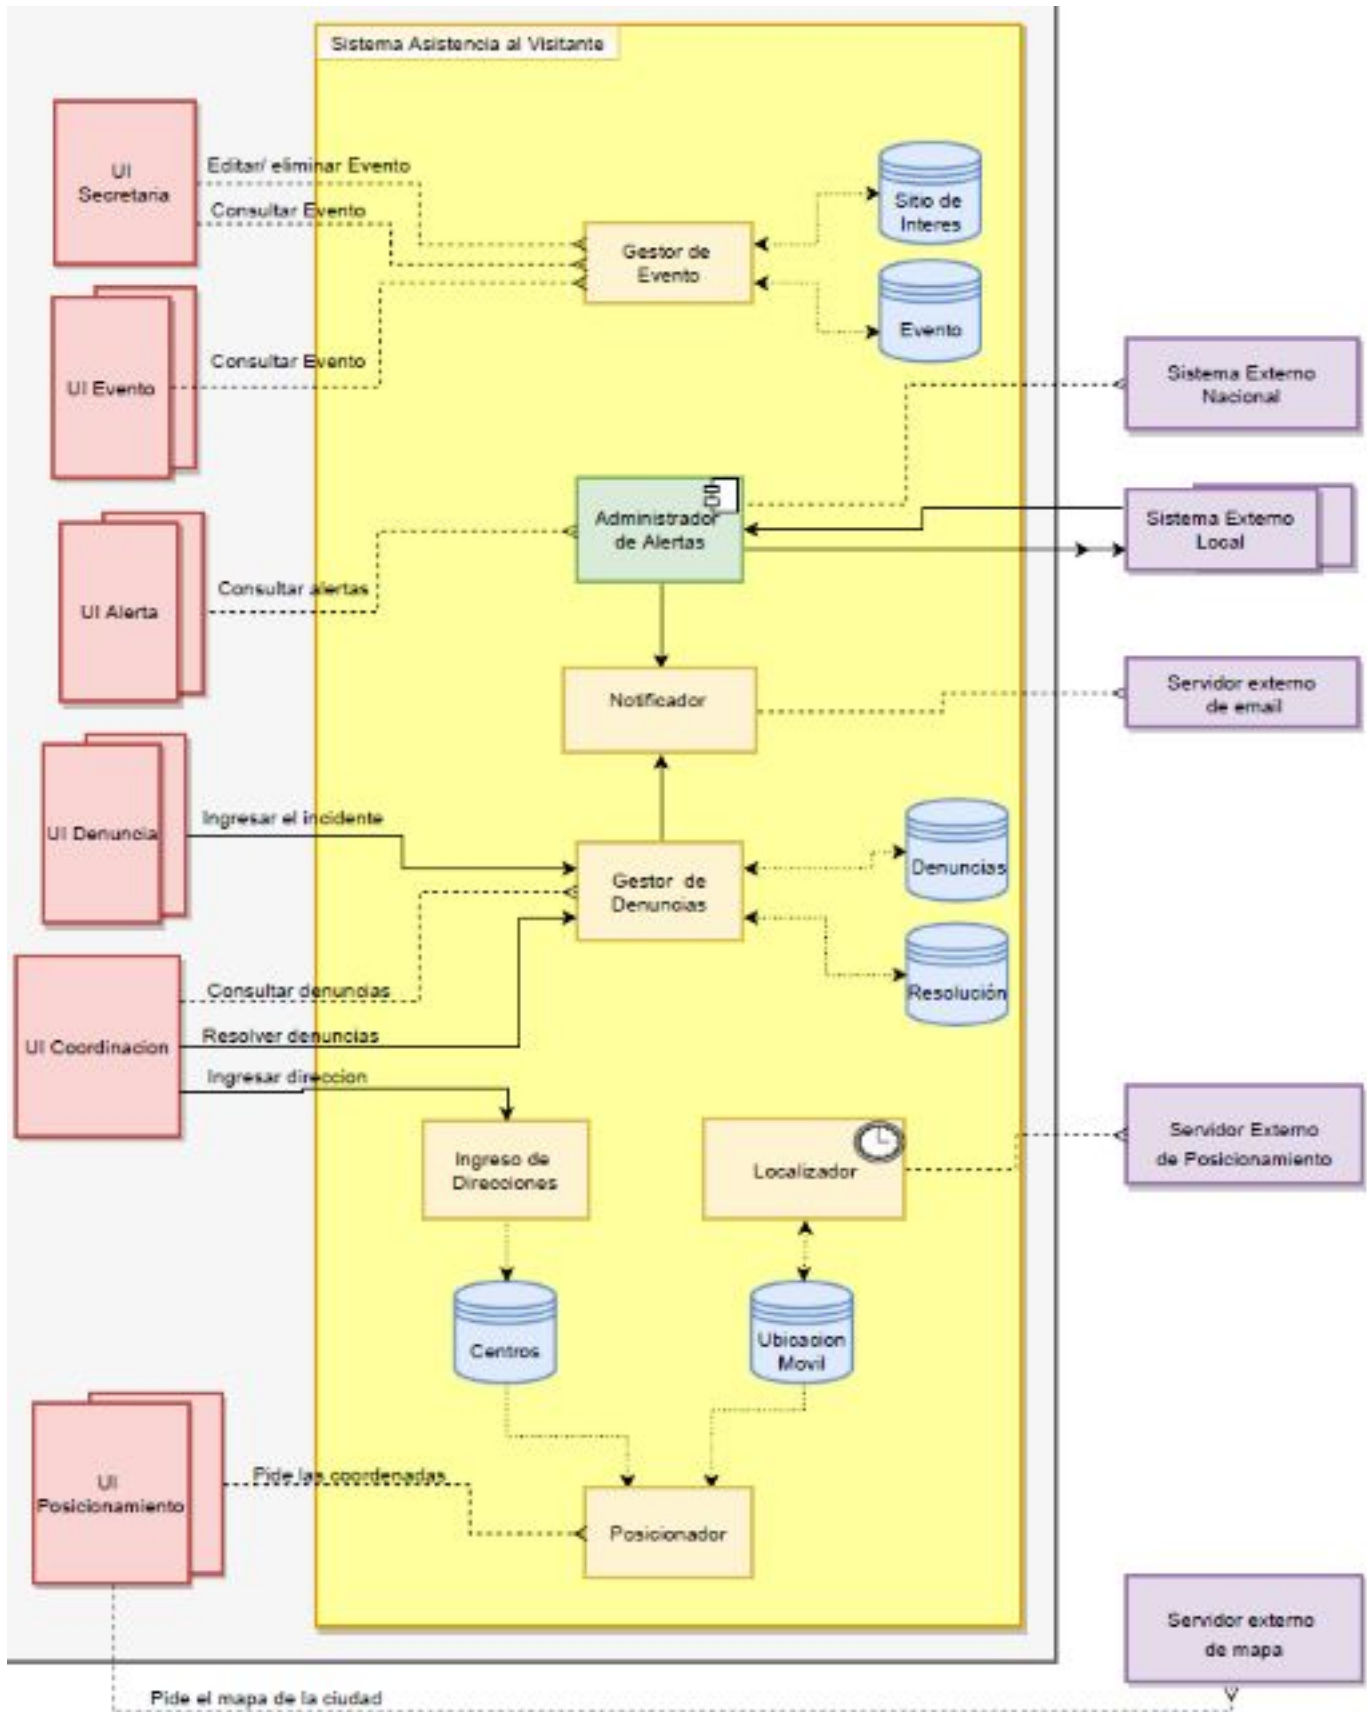 Sistema Asistencia al Visitante
UI
Secretaria
Editar/ eliminar Evento
Consultar Evento
Sitio de
Interes
Gestor de
Evento
Evento
UI Evento
Consultar Evento
Sistema Externo
Nacional
Administrador
de Alertas
Sistema Externo
Local
UI Alerta
Consultar alertas
Notificador
Servidor externo
de email
UI Denuncia
Ingresar el incidente
Gestor de
Denuncias
Denuncias
Resolución
UI Coordinacion
Consultar denuncias
Resolver denuncias
Ingresar direccion
Ingreso de
Direcciones
Localizador
Servidor Externo
de Posicionamiento
Centros
Ubicacion
Movil
UI
Posicionamiento
Pide las coordenadas
Posicionador
Servidor externo
de mapa
Pide el mapa de la ciudad